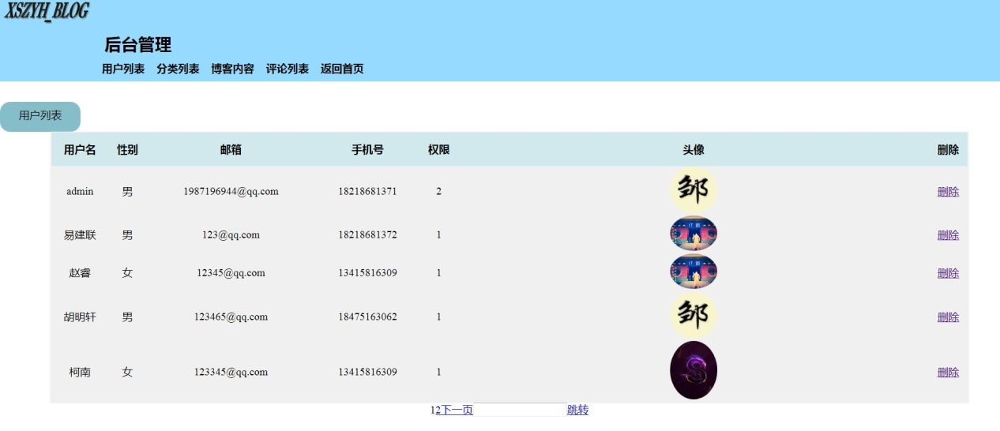 XSZYH_BLOG
后台管理
用户列表 分类列表 博客内容 评论列表 返回首页
用户列表
用户名 性别 邮箱 手机号 权限 头像 删除
admin 男 1987196944@qq.com 18218681371 2 邹 删除
易建联 男 123@qq.com 18218681372 1 删除
赵睿 女 12345@qq.com 13415816309 1 删除
胡明轩 男 123465@qq.com 18475163062 1 邹 删除
柯南 女 123345@qq.com 13415816309 1 S 删除
12下一页 跳转